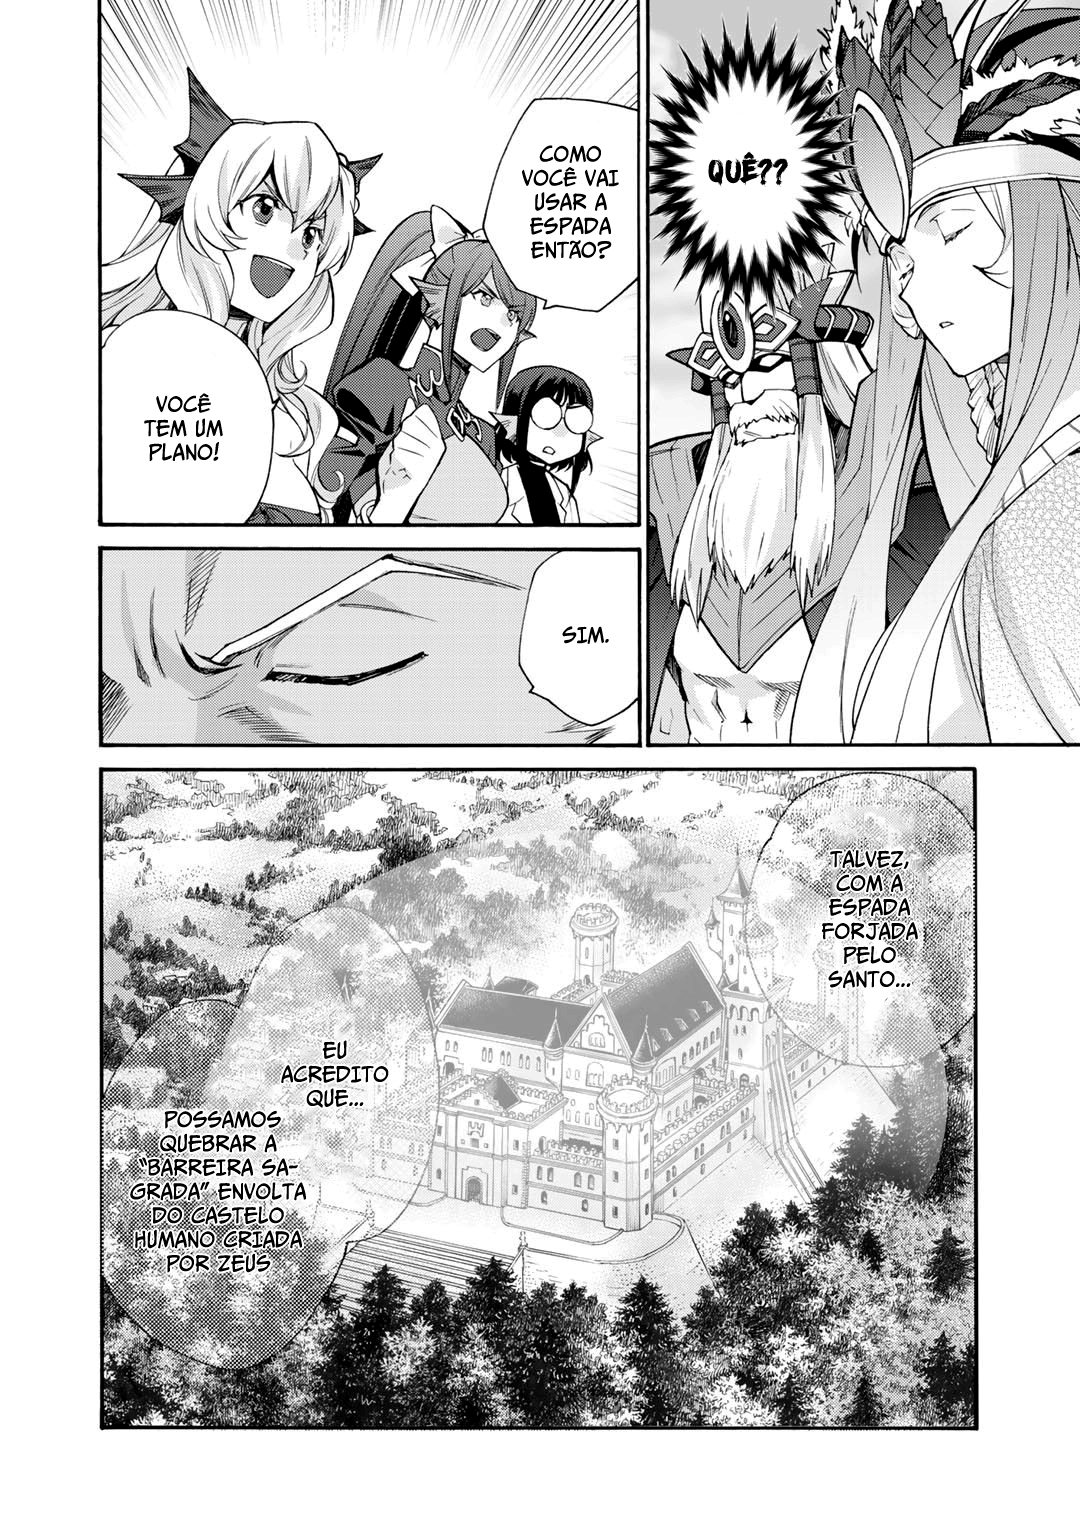 QUÊ??
COMO
VOCÊ VAI
USAR A
ESPADA
ENTÃO?
VOCÊ
TEM UM
PLANO!
SIM.
TALVEZ,
COM A
ESPADA
FORJADA
PELO
SANTO...
EU
ACREDITO
QUE...
POSSAMOS
QUEBRAR A
"BARREIRA SA-
GRADA" ENVOLTA
DO CASTELO
HUMANO CRIADA
POR ZEUS